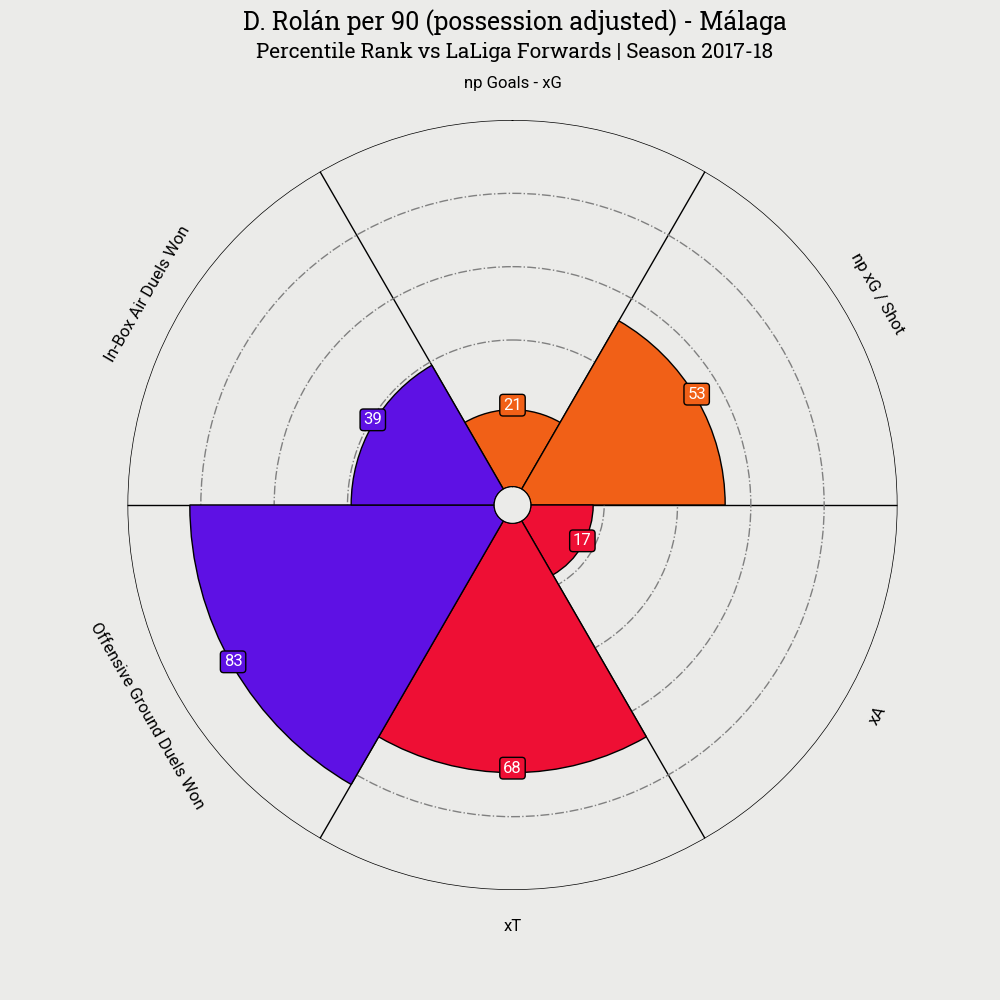 D. Rolán per 90 (possession adjusted) - Málaga
Percentile Rank vs LaLiga Forwards | Season 2017-18
np Goals - xG
In-Box Air Duels Won
np xG / Shot
53
21
39
17
83
xA
Offensive Ground Duels Won
68
xT